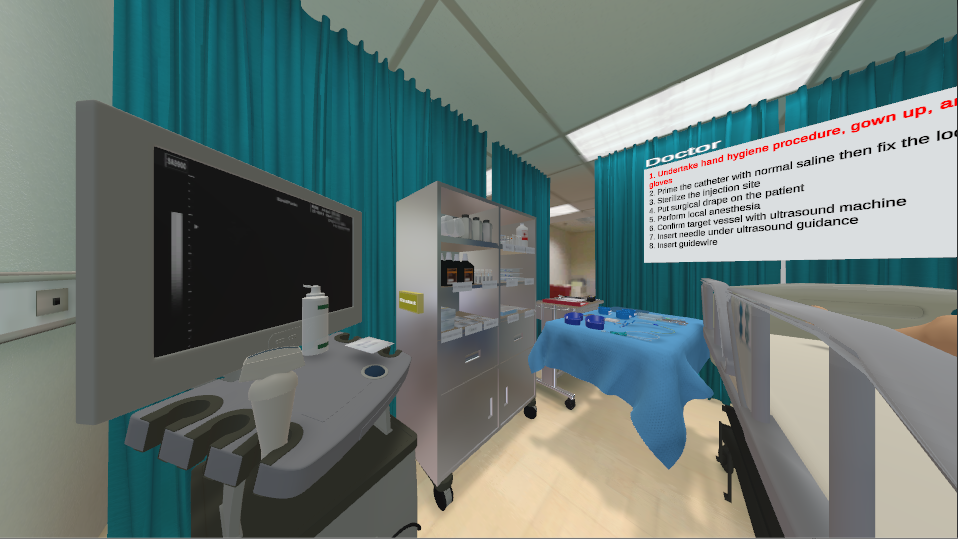 Doctor
1. Undertake hand hygiene procedure, gown up, a
gloves
2. Prime the catheter with normal saline then fix the lo
3. Sterilize the injection site
4. Put surgical drape on the patient
5. Perform local anesthesia
6. Confirm target vessel with ultrasound machine
7. Insert needle under ultrasound guidance
8. Insert guidewire